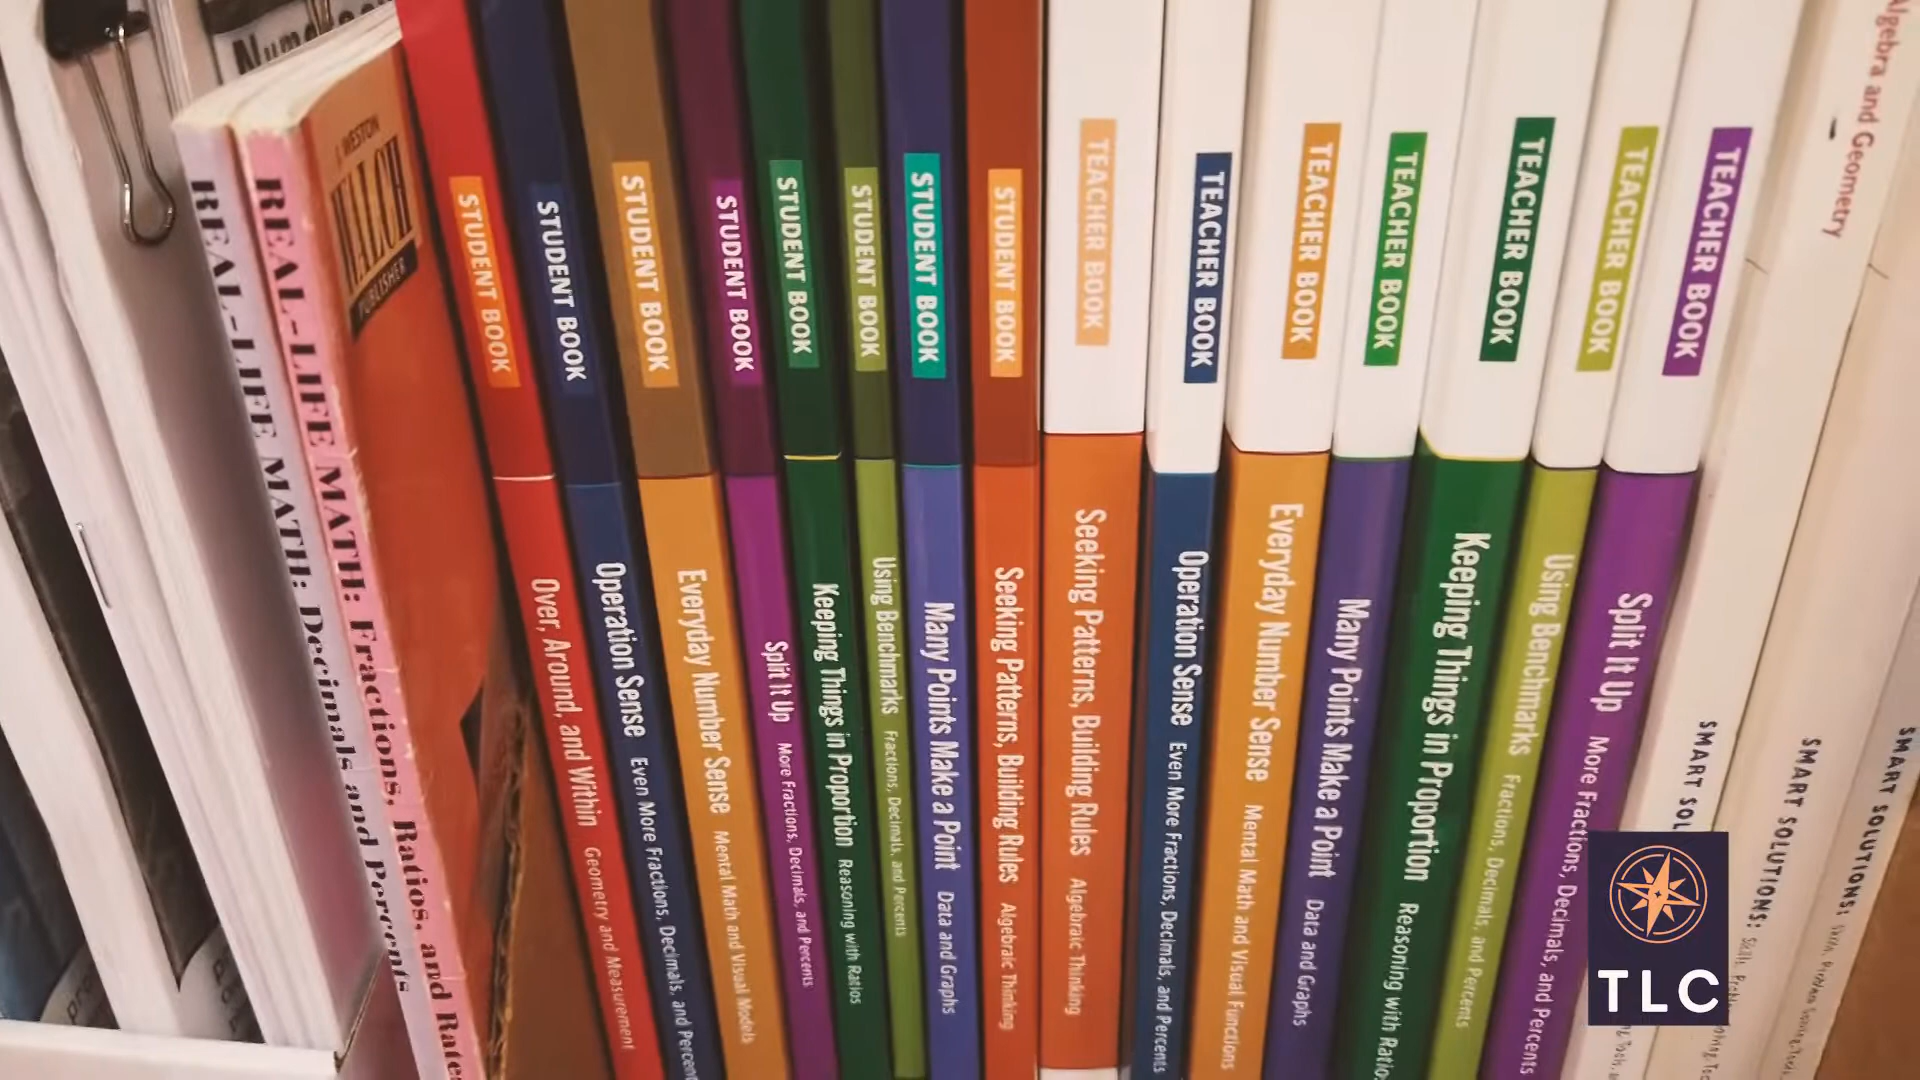 REAL-LIFE MATH: Decimals and Percents
REAL-LIFE MATH: Fractions, Ratios, and Rates
J. WESTON
WALCH
PUBLISHER
STUDENT BOOK
Over, Around, and Within Geometry and Measurement
STUDENT BOOK
Operation Sense Even More Fractions, Decimals, and Percents
STUDENT BOOK
Everyday Number Sense Mental Math and Visual Models
STUDENT BOOK
Split It Up More Fractions, Decimals, and Percents
STUDENT BOOK
Keeping Things in Proportion Reasoning with Ratios
STUDENT BOOK
Using Benchmarks Fractions, Decimals, and Percents
STUDENT BOOK
Many Points Make a Point Data and Graphs
STUDENT BOOK
Seeking Patterns, Building Rules Algebraic Thinking
TEACHER BOOK
Seeking Patterns, Building Rules Algebraic Thinking
TEACHER BOOK
Operation Sense Even More Fractions, Decimals, and Percents
TEACHER BOOK
Everyday Number Sense Mental Math and Visual Functions
TEACHER BOOK
Many Points Make a Point Data and Graphs
TEACHER BOOK
Keeping Things in Proportion Reasoning with Ratio
TEACHER BOOK
Using Benchmarks Fractions, Decimals, and Percents
TEACHER BOOK
Split It Up More Fractions, Decimals, and Percents
SMART SOL
SMART SOLUTIONS:
SMART SOLUTIONS:
Algebra and Geometry
TLC